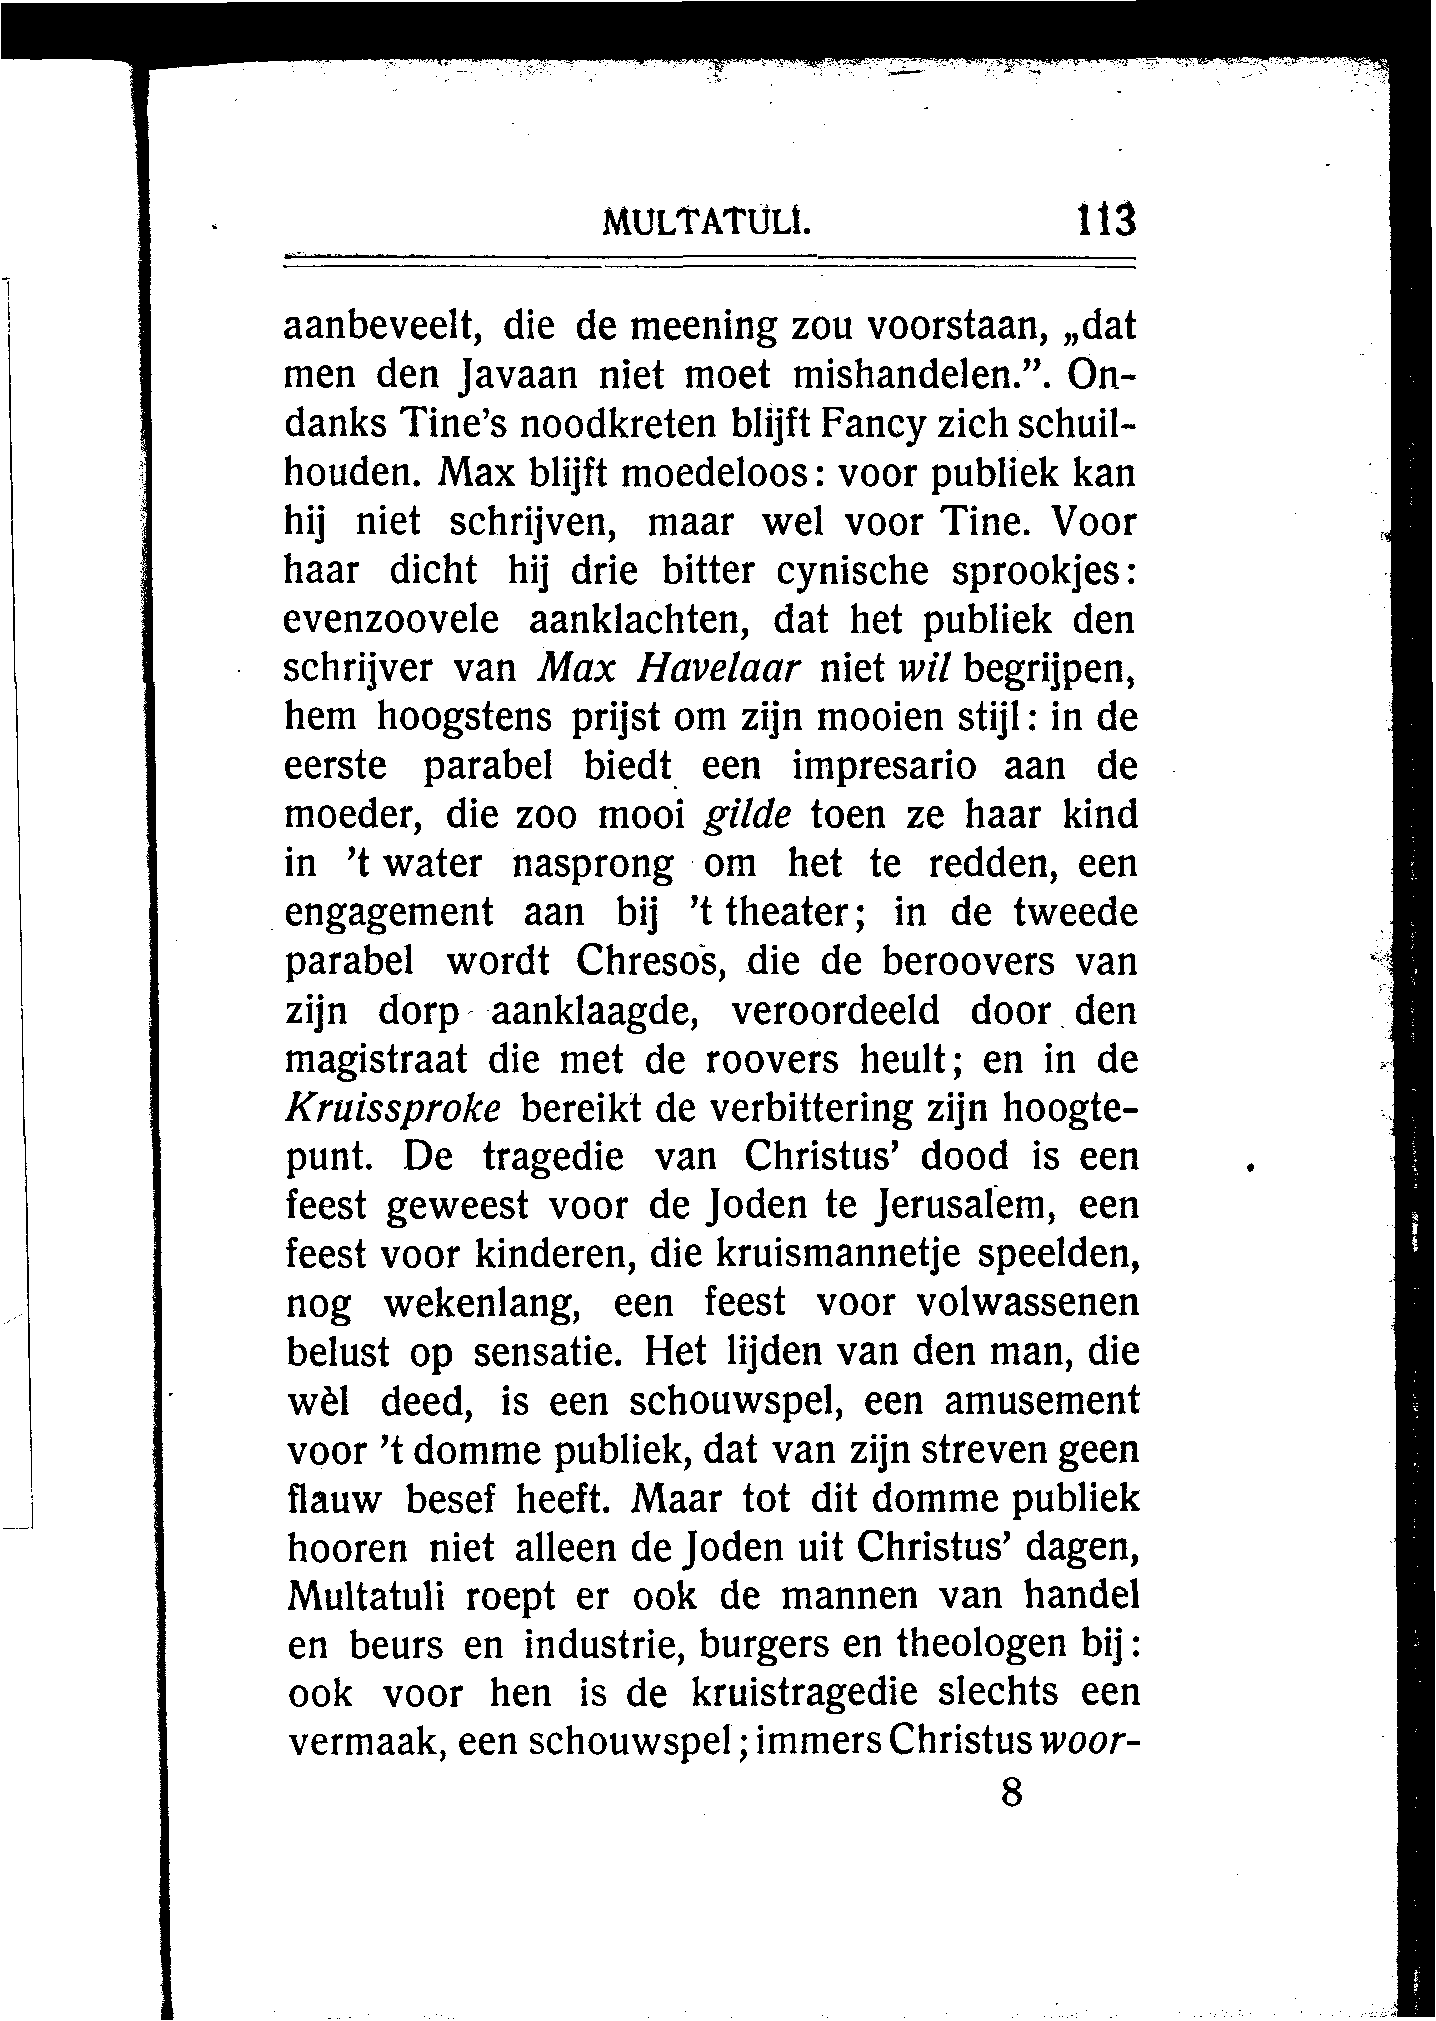 MULTATULI. 113
aanbeveelt, die de meening zou voorstaan, „dat
men den Javaan niet moet mishandelen.”. On-
danks Tine’s noodkreten blijft Fancy zich schuil-
houden. Max blijft moedeloos: voor publiek kan
hij niet schrijven, maar wel voor Tine. Voor
haar dicht hij drie bitter cynische sprookjes:
evenzoovele aanklachten, dat het publiek den
schrijver van Max Havelaar niet wil begrijpen,
hem hoogstens prijst om zijn mooien stijl: in de
eerste parabel biedt een impresario aan de
moeder, die zoo mooi gilde toen ze haar kind
in ’t water nasprong om het te redden, een
engagement aan bij ’t theater; in de tweede
parabel wordt Chresos, die de beroovers van
zijn dorp aanklaagde, veroordeeld door den
magistraat die met de roovers heult; en in de
Kruissproke bereikt de verbittering zijn hoogte-
punt. De tragedie van Christus’ dood is een
feest geweest voor de Joden te Jerusalem, een
feest voor kinderen, die kruismannetje speelden,
nog wekenlang, een feest voor volwassenen
belust op sensatie. Het lijden van den man, die
wèl deed, is een schouwspel, een amusement
voor ’t domme publiek, dat van zijn streven geen
flauw besef heeft. Maar tot dit domme publiek
hooren niet alleen de Joden uit Christus’ dagen,
Multatuli roept er ook de mannen van handel
en beurs en industrie, burgers en theologen bij:
ook voor hen is de kruistragedie slechts een
vermaak, een schouwspel; immers Christus woor-
8